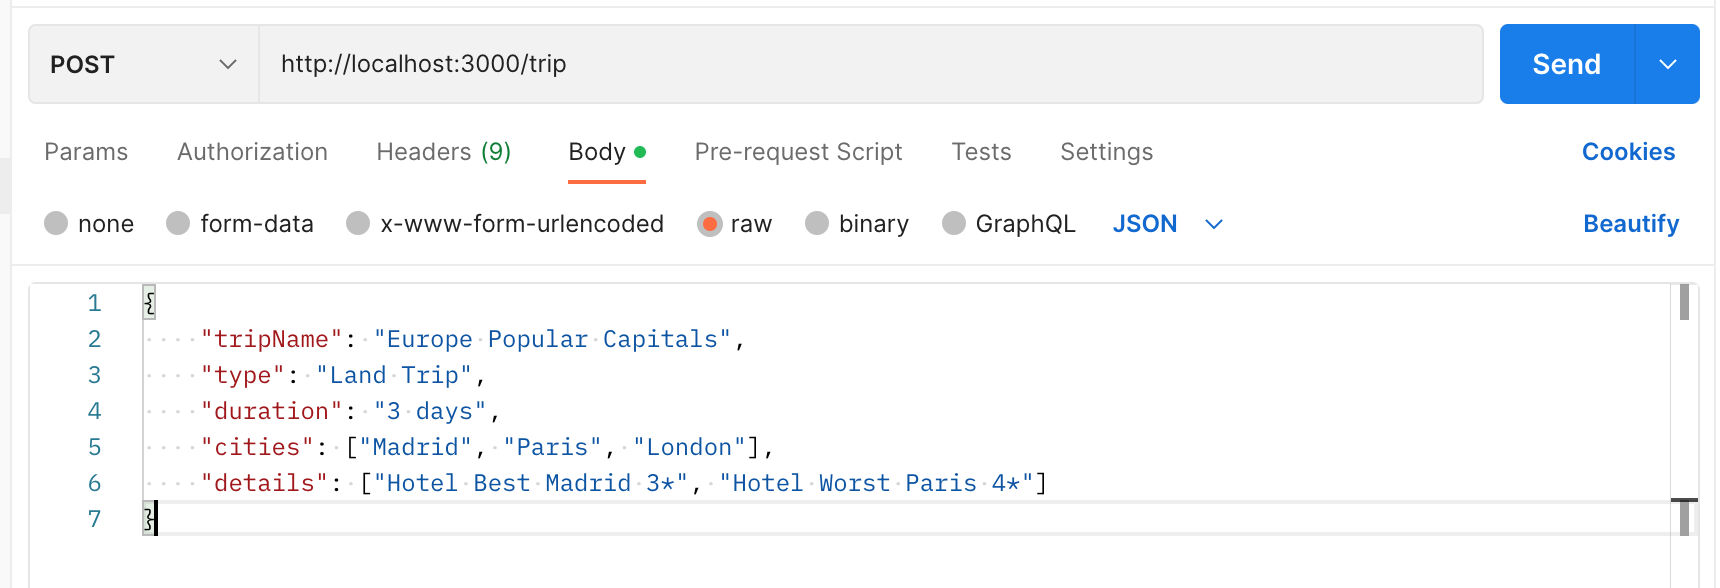 POST http://localhost:3000/trip Send
Params Authorization Headers (9) Body Pre-request Script Tests Settings Cookies
none form-data x-www-form-urlencoded raw binary GraphQL JSON Beautify
1 {
2 "tripName": "Europe Popular Capitals",
3 "type": "Land Trip",
4 "duration": "3 days",
5 "cities": ["Madrid", "Paris", "London"],
6 "details": ["Hotel Best Madrid 3*", "Hotel Worst Paris 4*"]
7 }